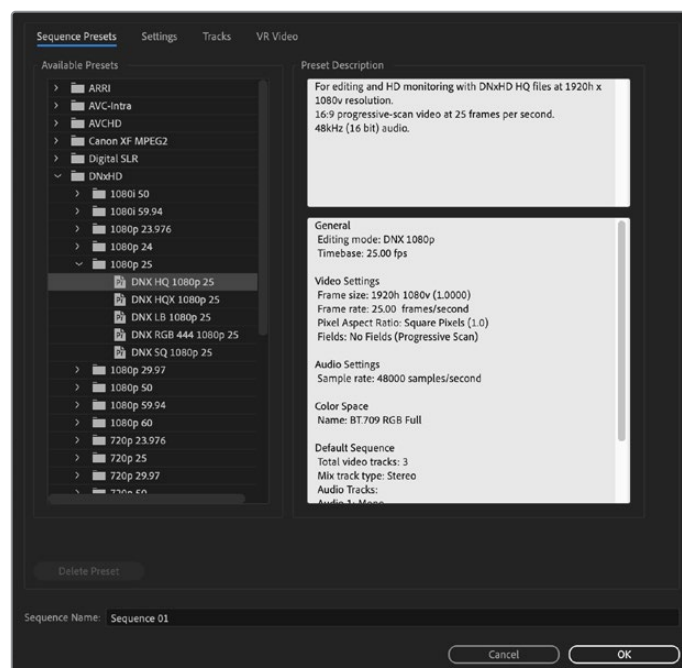 Sequence Presets
Settings
Tracks
VR Video
Available Presets
ARRI
AVC-Intra
AVCHD
Canon XF MPEG2
Digital SLR
DNxHD
1080i 50
1080i 59.94
1080p 23.976
1080p 24
1080p 25
DNX HQ 1080p 25
DNX HQX 1080p 25
DNX LB 1080p 25
DNX RGB 444 1080p 25
DNX SQ 1080p 25
1080p 29.97
1080p 50
1080p 59.94
1080p 60
720p 23.976
720p 25
720p 29.97
720p 50
Preset Description
For editing and HD monitoring with DNxHD HQ files at 1920h x
1080v resolution.
16:9 progressive-scan video at 25 frames per second.
48kHz (16 bit) audio.
General
Editing mode: DNX 1080p
Timebase: 25.00 fps
Video Settings
Frame size: 1920h 1080v (1.0000)
Frame rate: 25.00 frames/second
Pixel Aspect Ratio: Square Pixels (1.0)
Fields: No Fields (Progressive Scan)
Audio Settings
Sample rate: 48000 samples/second
Color Space
Name: BT.709 RGB Full
Default Sequence
Total video tracks: 3
Mix track type: Stereo
Audio Tracks:
Audio 1: Mono
Delete Preset
Sequence Name: Sequence 01
Cancel
OK